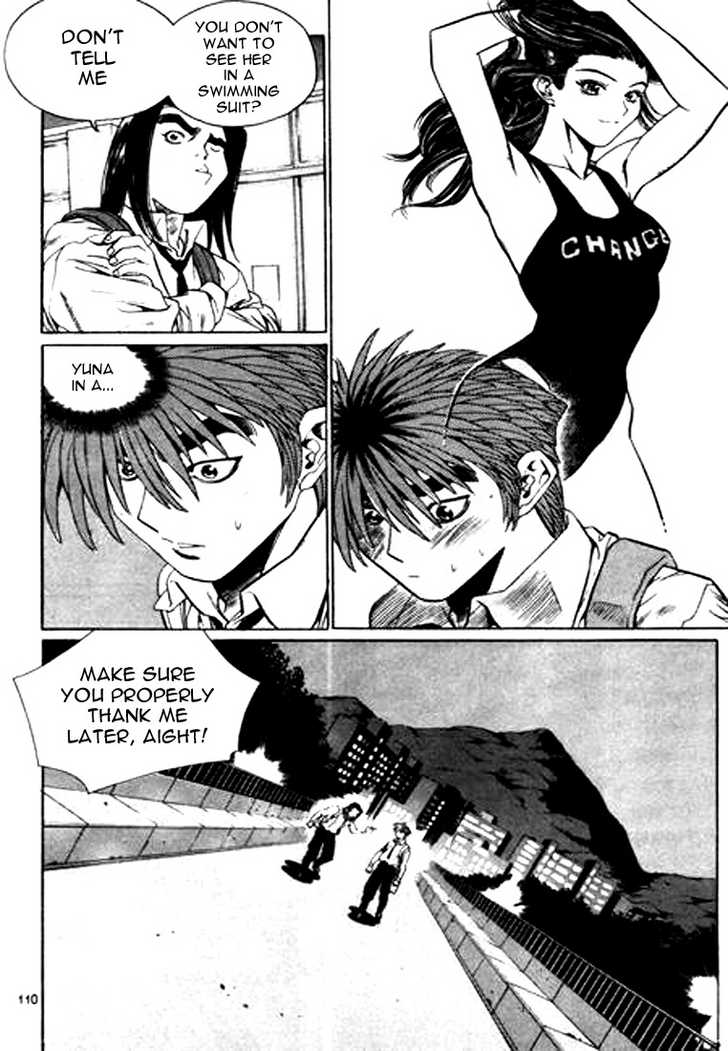 DON'T
TELL
ME
YOU DON'T
WANT TO
SEE HER
IN A
SWIMMING
SUIT?
CHANGE
YUNA
IN A...
MAKE SURE
YOU PROPERLY
THANK ME
LATER, AIGHT!
110